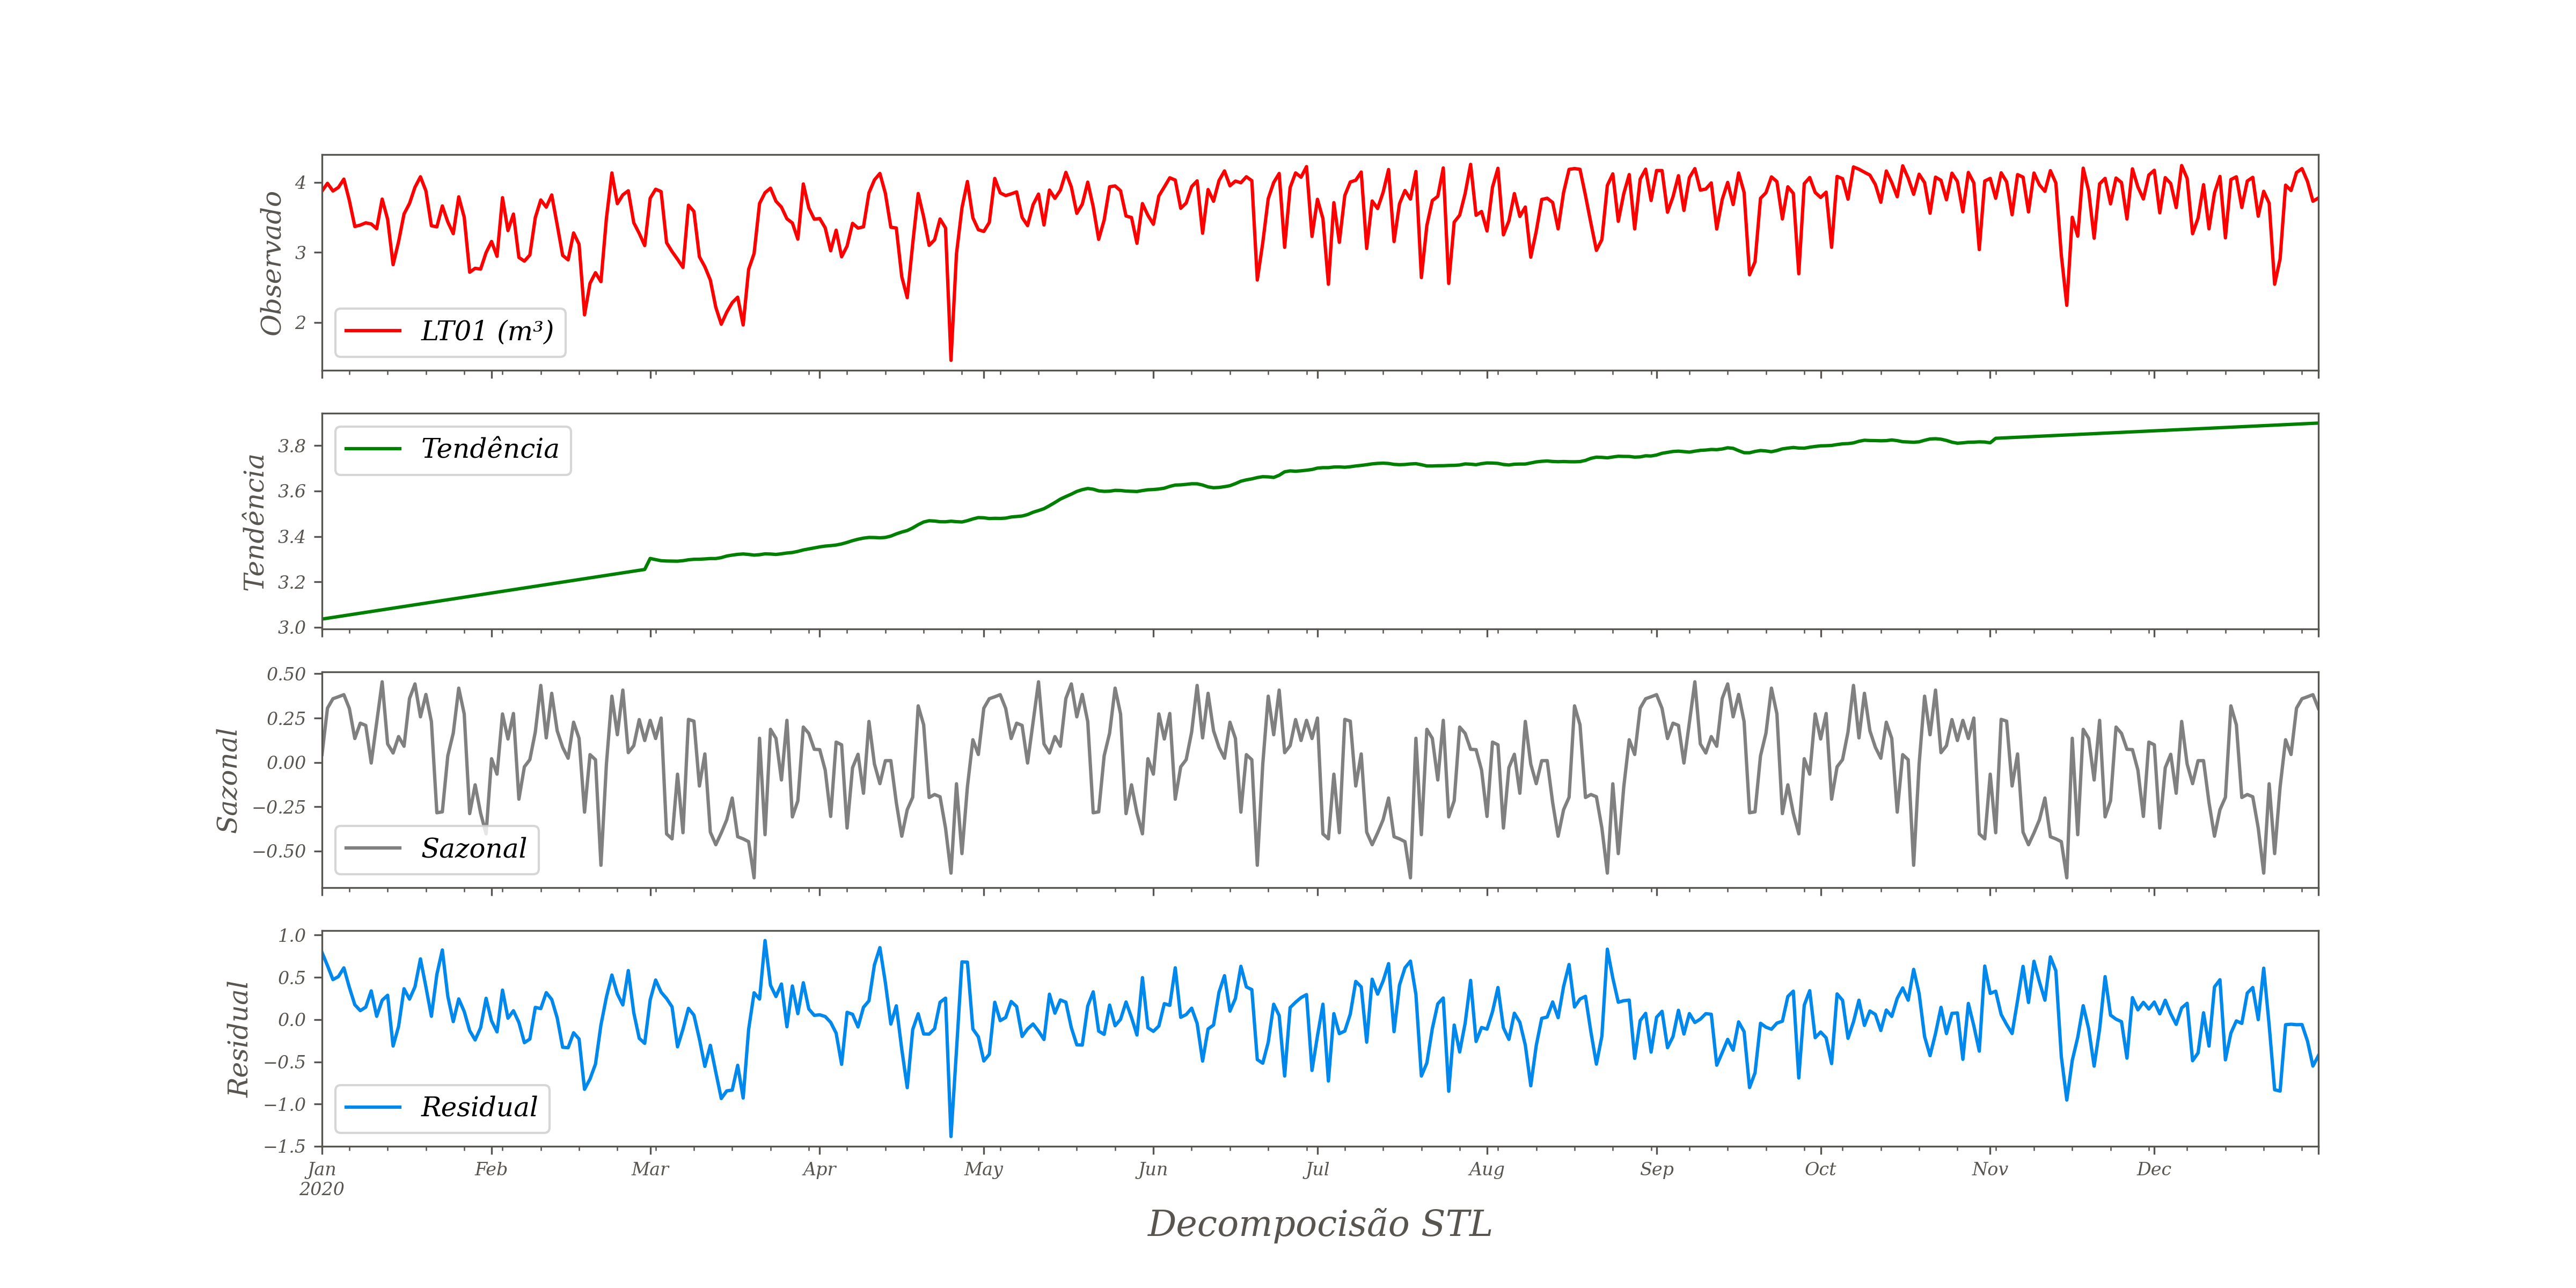 Observado
4
3
2
LT01 (m³)
Tendência
3.8
3.6
3.4
3.2
3.0
Tendência
Sazonal
0.50
0.25
0.00
−0.25
−0.50
Sazonal
Residual
1.0
0.5
0.0
−0.5
−1.0
−1.5
Residual
Jan Feb Mar Apr May Jun Jul Aug Sep Oct Nov Dec
2020
Decompocisão STL